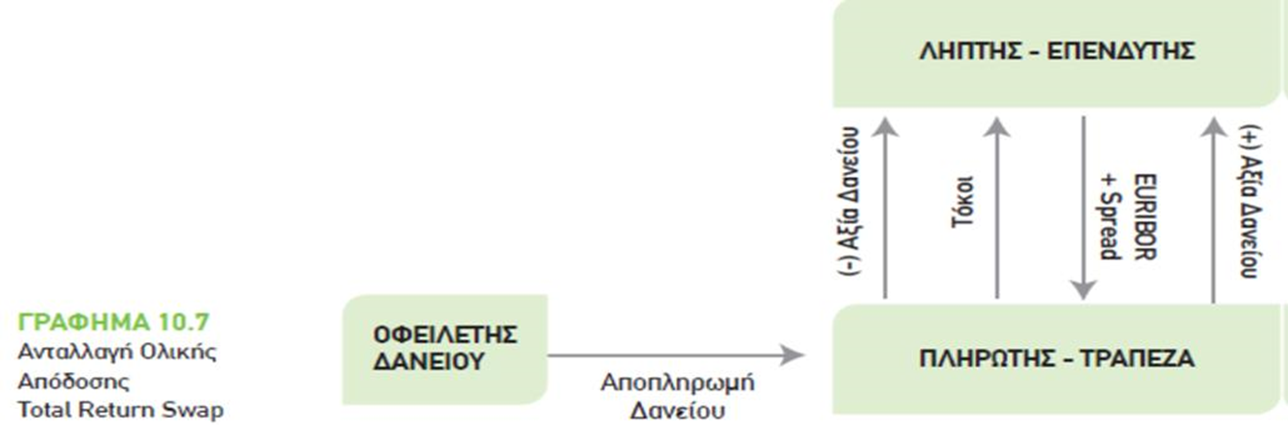 ΛΗΠΤΗΣ - ΕΠΕΝΔΥΤΗΣ
(-) Αξία Δανείου
Τόκοι
EURIBOR
+ Spread
(+) Αξία Δανείου
ΓΡΑΦΗΜΑ 10.7
Ανταλλαγή Ολικής
Απόδοσης
Total Return Swap
ΟΦΕΙΛΕΤΗΣ
ΔΑΝΕΙΟΥ
Αποπληρωμή
Δανείου
ΠΛΗΡΩΤΗΣ - ΤΡΑΠΕΖΑ